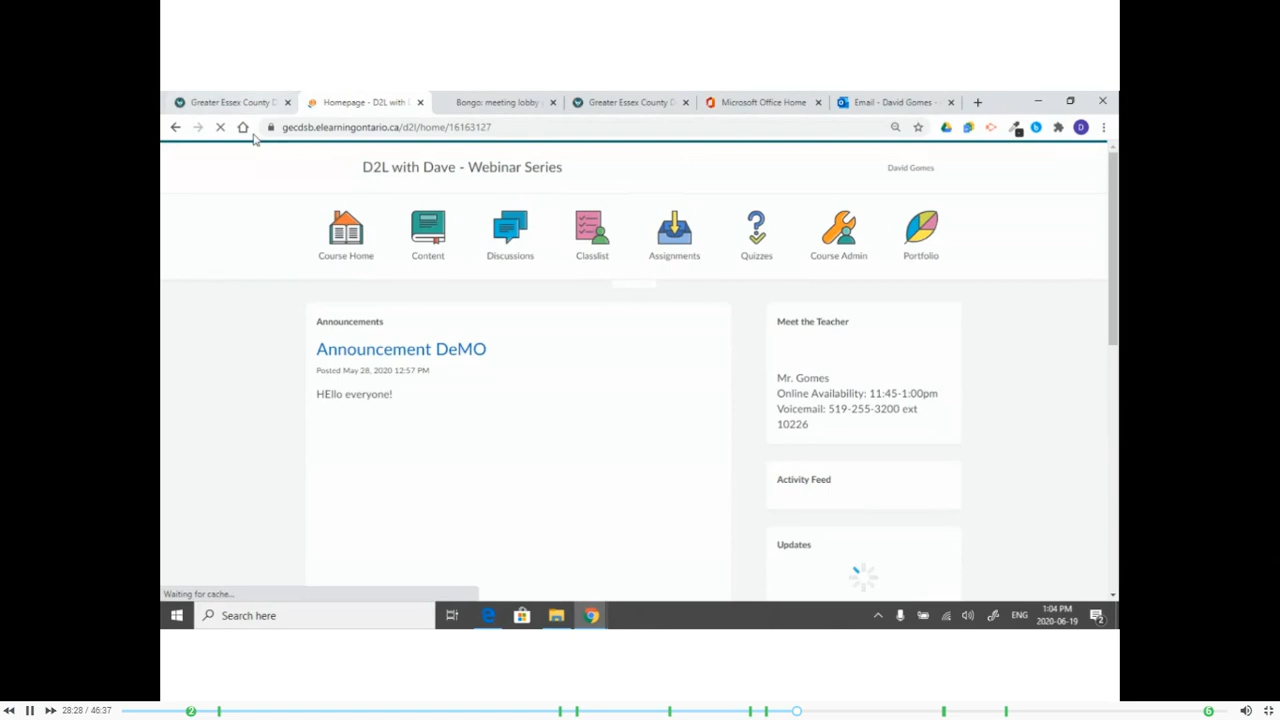 Greater Essex County D
Homepage - D2L with D
Bongo: meeting lobby
Greater Essex County D
Microsoft Office Home
Email - David Gomes -
gecdsb.elearningontario.ca/d2l/home/16163127
D
D2L with Dave - Webinar Series
David Gomes
Course Home
Content
Discussions
Classlist
Assignments
Quizzes
Course Admin
Portfolio
Announcements
Announcement DeMO
Posted May 28, 2020 12:57 PM
HEllo everyone!
Meet the Teacher
Mr. Gomes
Online Availability: 11:45-1:00pm
Voicemail: 519-255-3200 ext
10226
Activity Feed
Updates
Waiting for cache...
Search here
ENG
1:04 PM
2020-06-19
2
28:28 / 46:37
2
6